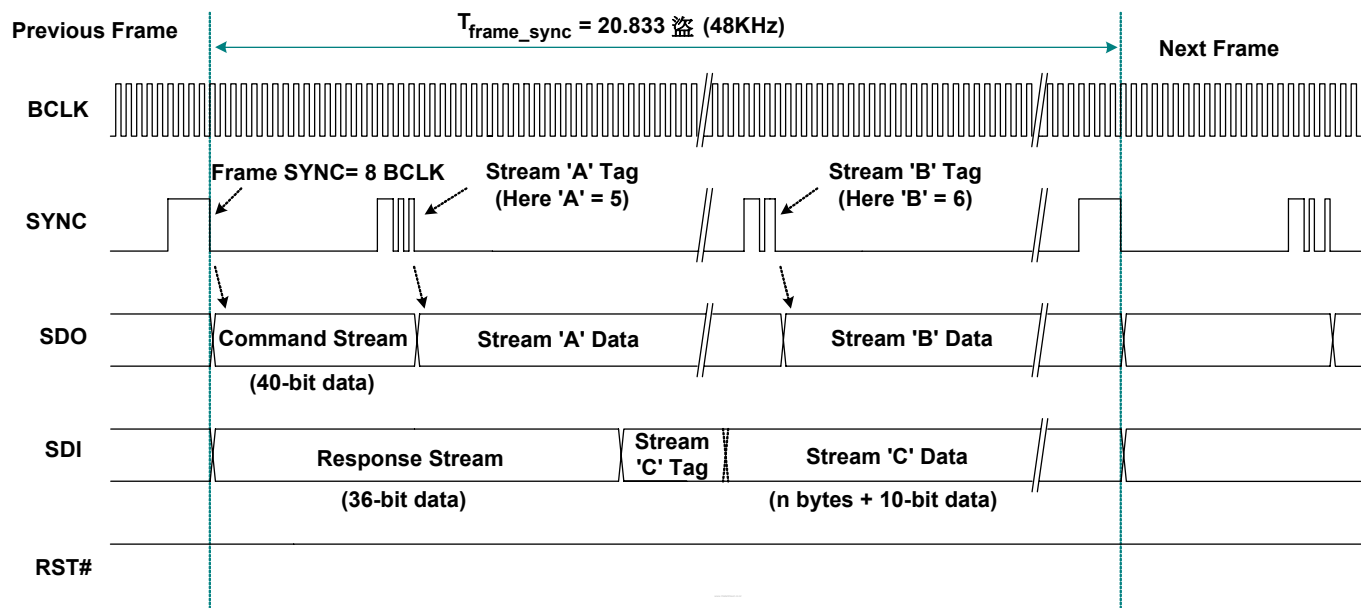 Previous Frame
T_frame_sync = 20.833 盜 (48KHz)
Next Frame
BCLK
Frame SYNC= 8 BCLK
Stream 'A' Tag
(Here 'A' = 5)
Stream 'B' Tag
(Here 'B' = 6)
SYNC
SDO
Command Stream
Stream 'A' Data
Stream 'B' Data
(40-bit data)
SDI
Response Stream
Stream
'C' Tag
Stream 'C' Data
(36-bit data)
(n bytes + 10-bit data)
RST#